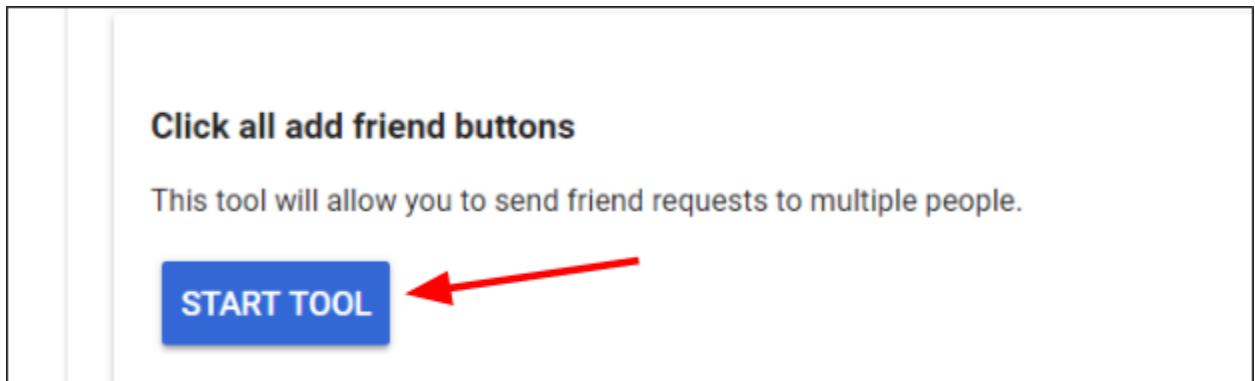 Click all add friend buttons
This tool will allow you to send friend requests to multiple people.
START TOOL